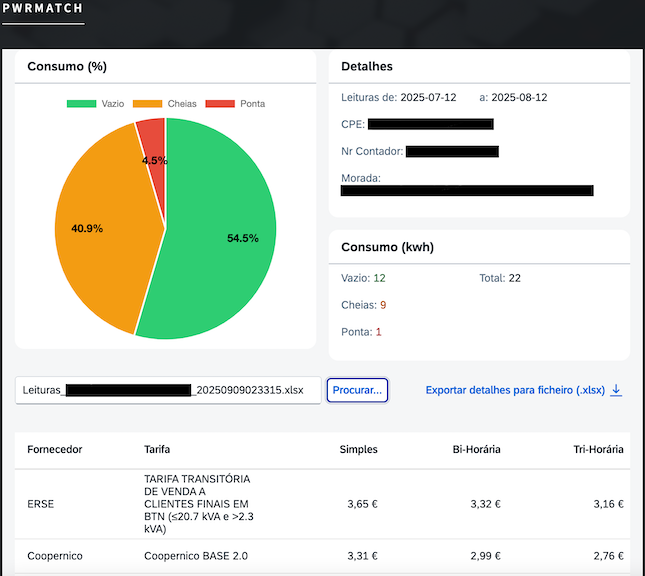 PWRMATCH
Consumo (%)
Vazio Cheias Ponta
4.5%
40.9%
54.5%
Detalhes
Leituras de: 2025-07-12 a: 2025-08-12
CPE:
Nr Contador:
Morada:
Consumo (kwh)
Vazio: 12 Total: 22
Cheias: 9
Ponta: 1
Leituras_ _20250909023315.xlsx Procurar... Exportar detalhes para ficheiro (.xlsx)
Fornecedor Tarifa Simples Bi-Horária Tri-Horária
TARIFA TRANSITÓRIA
DE VENDA A
ERSE CLIENTES FINAIS EM 3,65 € 3,32 € 3,16 €
BTN (≤20.7 kVA e >2.3
kVA)
Coopernico Coopernico BASE 2.0 3,31 € 2,99 € 2,76 €